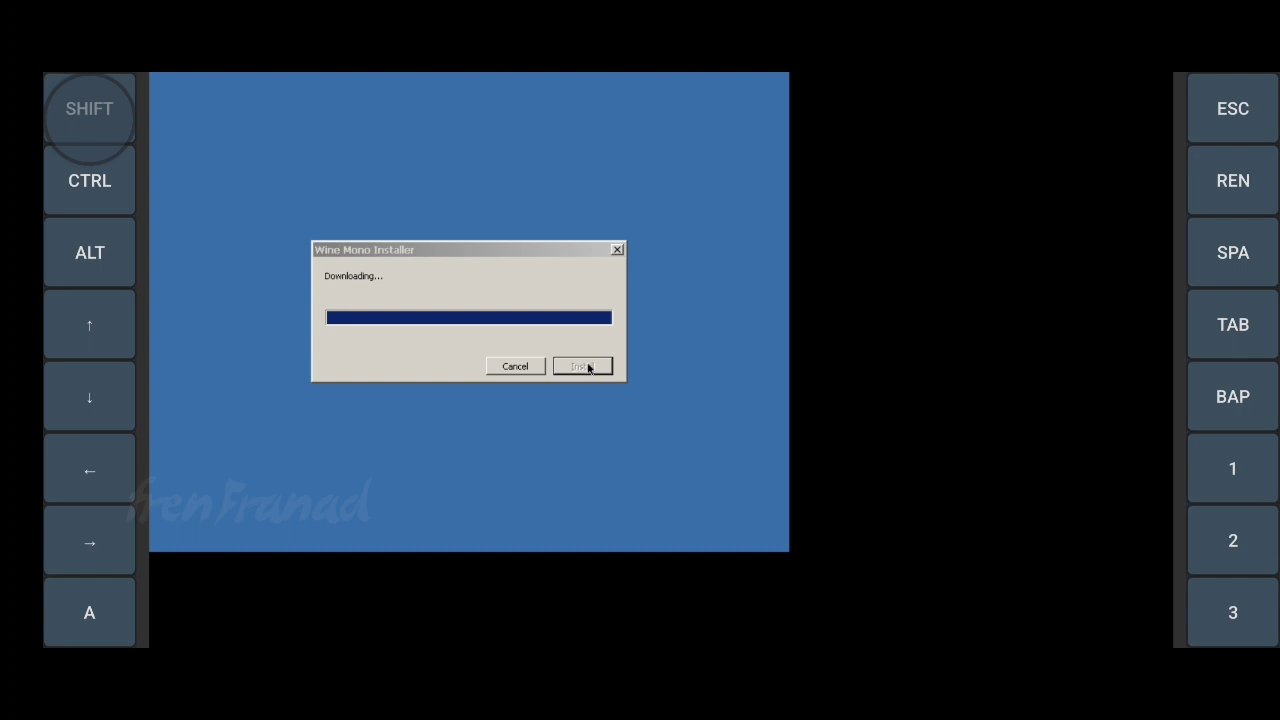 SHIFT
CTRL
ALT
↑
↓
←
→
A
Wine Mono Installer
Downloading...
Cancel
ESC
REN
SPA
TAB
BAP
1
2
3